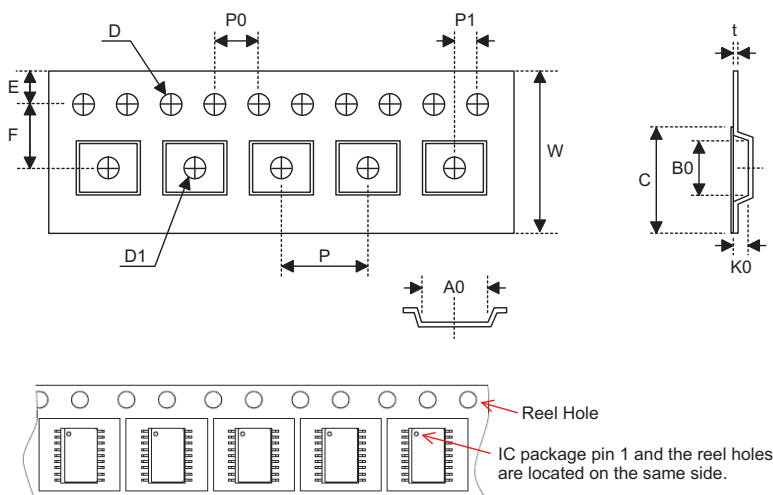 D
P0
P1
t
E
F
W
C
B0
D1
P
K0
A0
Reel Hole
IC package pin 1 and the reel holes
are located on the same side.